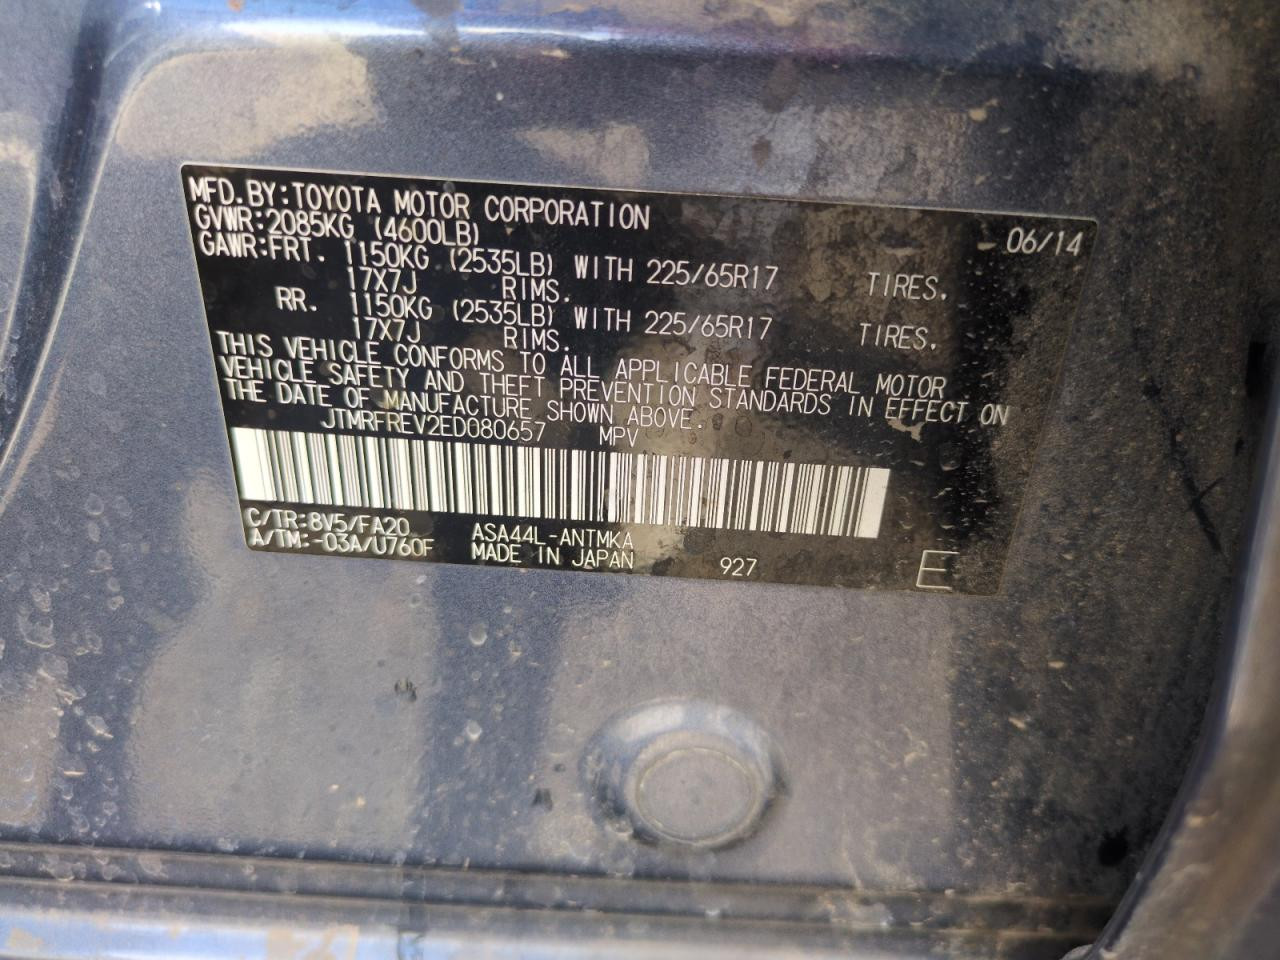 MFD.BY:TOYOTA MOTOR CORPORATION 06/14
GVWR:2085KG (4600LB)
GAWR:FRT. 1150KG (2535LB) WITH 225/65R17 TIRES.
17X7J RIMS.
RR. 1150KG (2535LB) WITH 225/65R17 TIRES.
17X7J RIMS.
THIS VEHICLE CONFORMS TO ALL APPLICABLE FEDERAL MOTOR
VEHICLE SAFETY AND THEFT PREVENTION STANDARDS IN EFFECT ON
THE DATE OF MANUFACTURE SHOWN ABOVE.
JTMRFREV2ED080657 MPV
C/TR:8V5/FA20 ASA44L-ANTMKA
A/TM:-03A/U760F MADE IN JAPAN 927 E